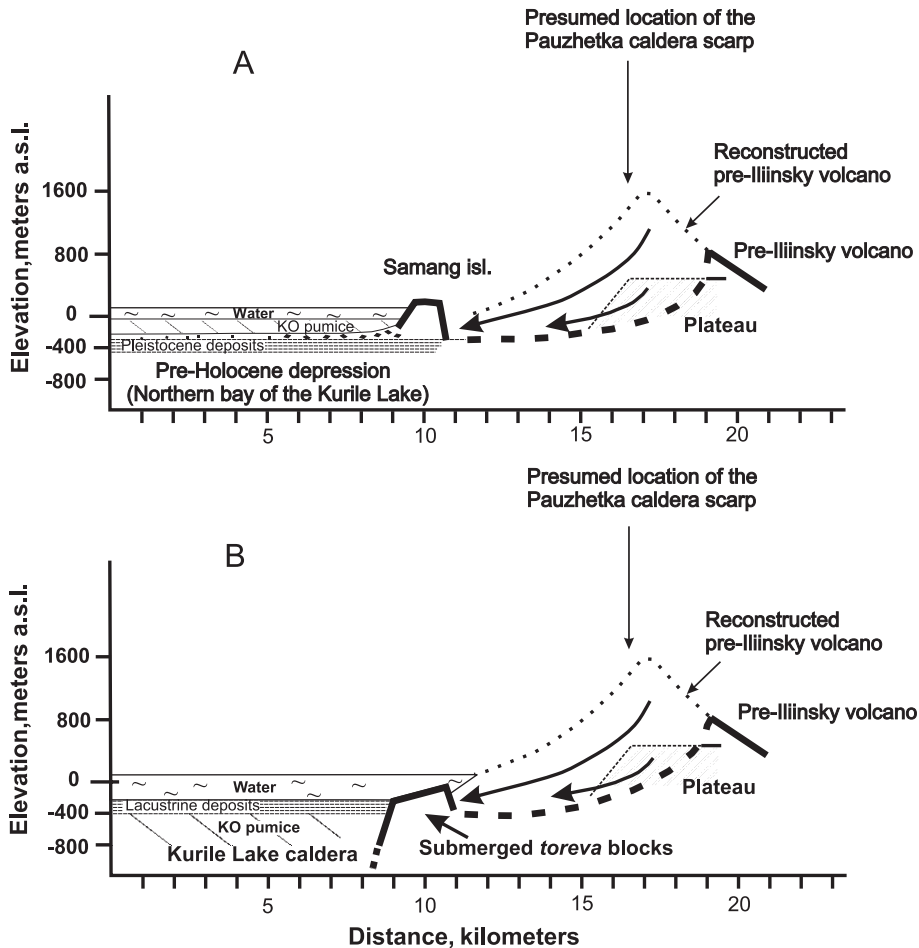 Presumed location of the
Pauzhetka caldera scarp
A
Elevation,meters a.s.l.
1600
800
0
-400
-800
Reconstructed
pre-Iliinsky volcano
Pre-Iliinsky volcano
Samang isl.
Water
KO pumice
Pleistocene deposits
Plateau
Pre-Holocene depression
(Northern bay of the Kurile Lake)
5 10 15 20
Presumed location of the
Pauzhetka caldera scarp
B
Elevation,meters a.s.l.
1600
800
0
-400
-800
Reconstructed
pre-Iliinsky volcano
Pre-Iliinsky volcano
Water
Lacustrine deposits
KO pumice
Kurile Lake caldera
Plateau
Submerged toreva blocks
5 10 15 20
Distance, kilometers